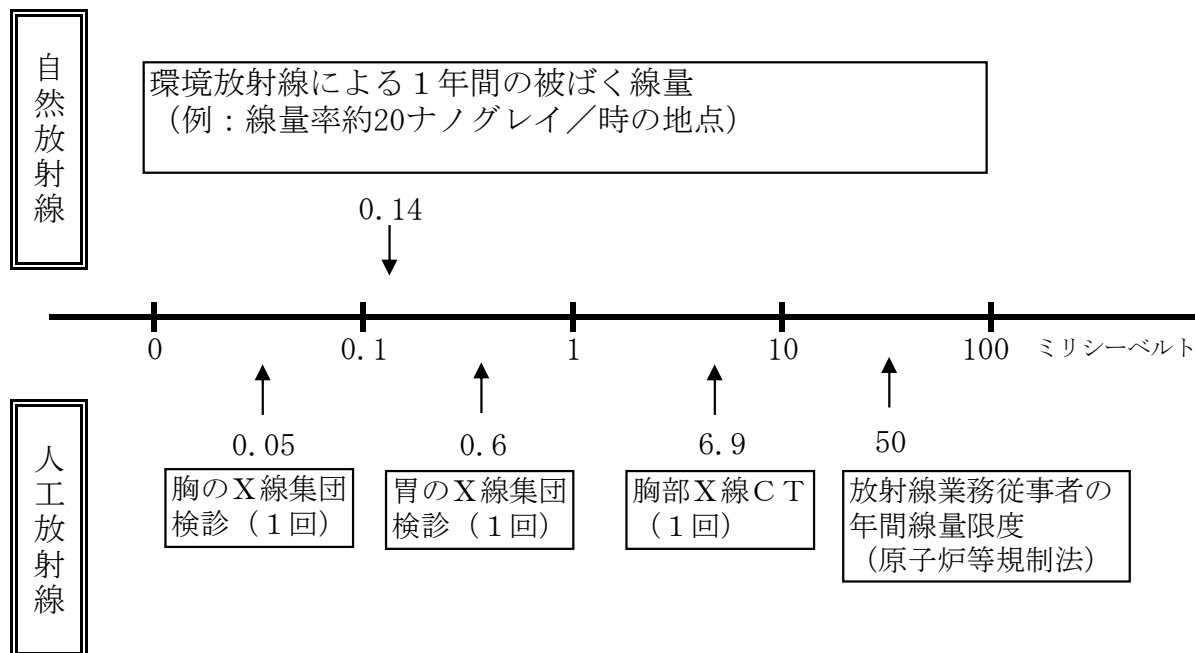 自然放射線
環境放射線による１年間の被ばく線量
（例：線量率約20ナノグレイ／時の地点）
0.14
0
0.1
1
10
100
ミリシーベルト
人工放射線
0.05
胸のＸ線集団
検診（１回）
0.6
胃のＸ線集団
検診（１回）
6.9
胸部Ｘ線ＣＴ
（１回）
50
放射線業務従事者の
年間線量限度
（原子炉等規制法）